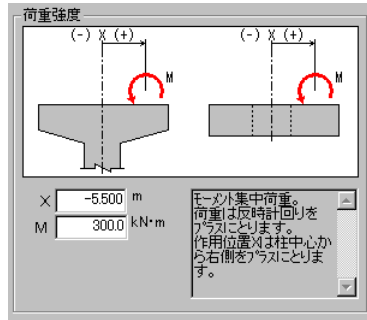 荷重強度
(-) X (+)
(-) X (+)
M
M
X -5.500 m
M 300.0 kN・m
ﾓｰﾒﾝﾄ集中荷重。
荷重は反時計回りを
ﾌﾟﾗｽにとります。
作用位置Xは柱中心か
ら右側をﾌﾟﾗｽにとりま
す。